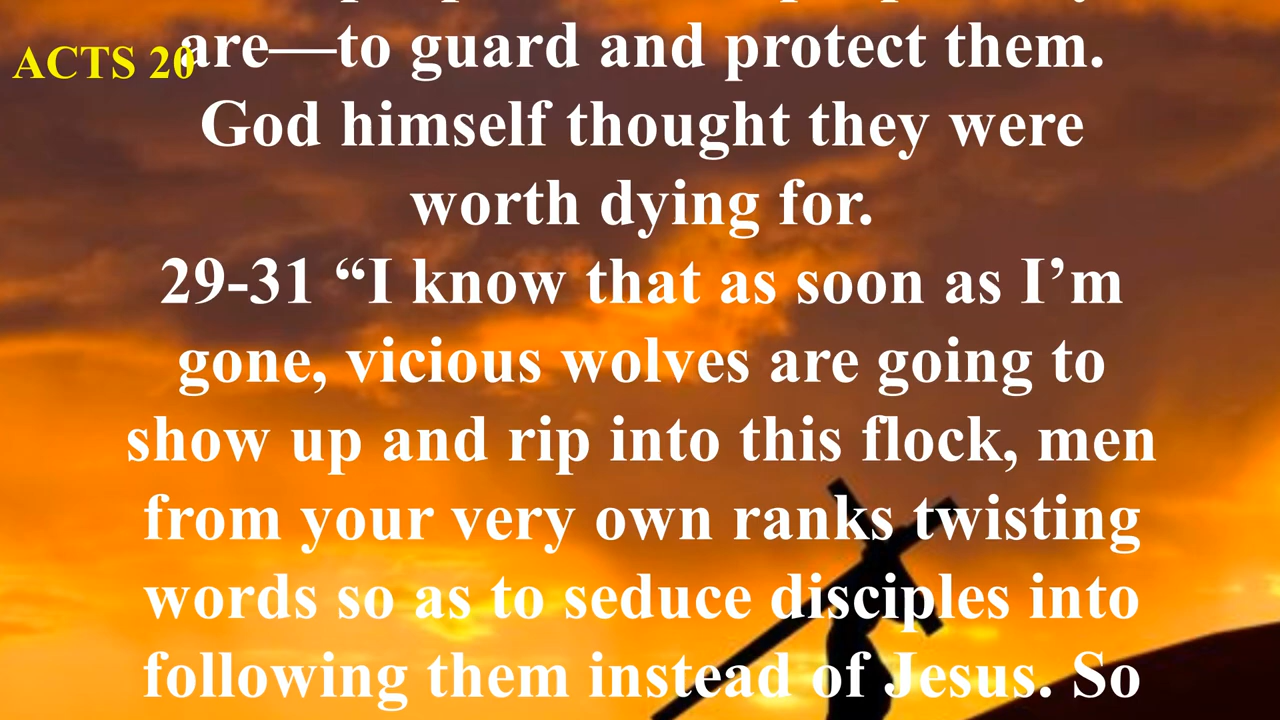 ACTS 20
are—to guard and protect them.
God himself thought they were
worth dying for.
29-31 “I know that as soon as I’m
gone, vicious wolves are going to
show up and rip into this flock, men
from your very own ranks twisting
words so as to seduce disciples into
following them instead of Jesus. So